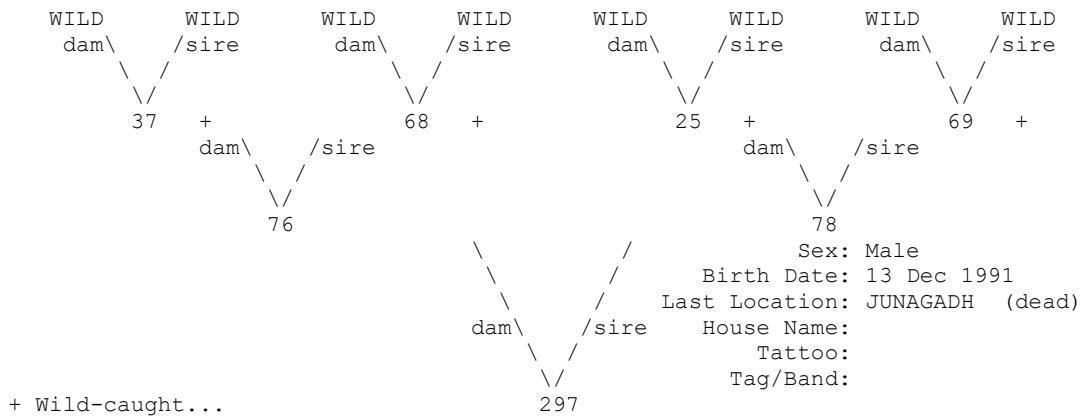 WILD WILD WILD WILD WILD WILD WILD WILD
dam\ /sire dam\ /sire dam\ /sire dam\ /sire
\ / \ / \ / \ /
\/ \/ \/ \/
37 + 68 + 25 + 69 +
dam\ /sire dam\ /sire
\ / \ /
\/ \/
76 78
\ / Sex: Male
\ / Birth Date: 13 Dec 1991
\ / Last Location: JUNAGADH (dead)
dam\ /sire House Name:
\ / Tattoo:
\/ Tag/Band:
+ Wild-caught... 297